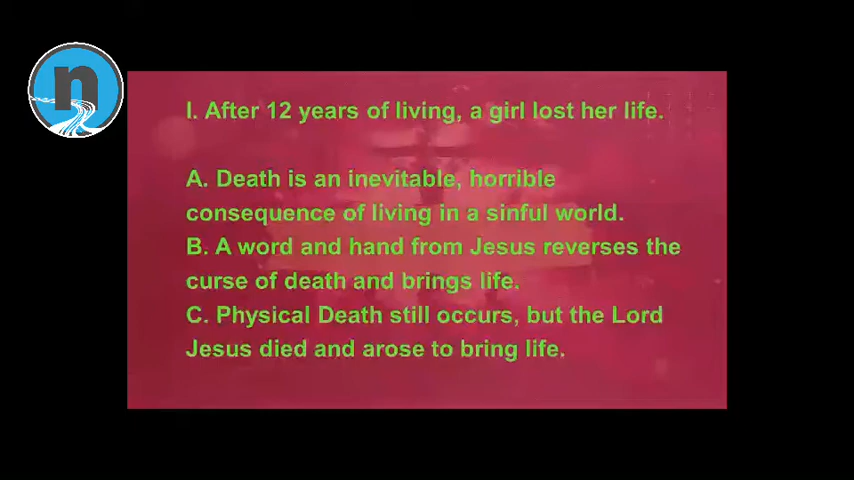 n
I. After 12 years of living, a girl lost her life.
A. Death is an inevitable, horrible
consequence of living in a sinful world.
B. A word and hand from Jesus reverses the
curse of death and brings life.
C. Physical Death still occurs, but the Lord
Jesus died and arose to bring life.